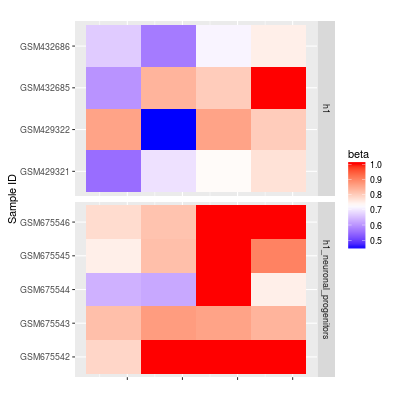 GSM432686
GSM432685
GSM429322
GSM429321
h1
GSM675546
GSM675545
GSM675544
GSM675543
GSM675542
h1_neuronal_progenitors
Sample ID
beta
1.0
0.9
0.8
0.7
0.6
0.5